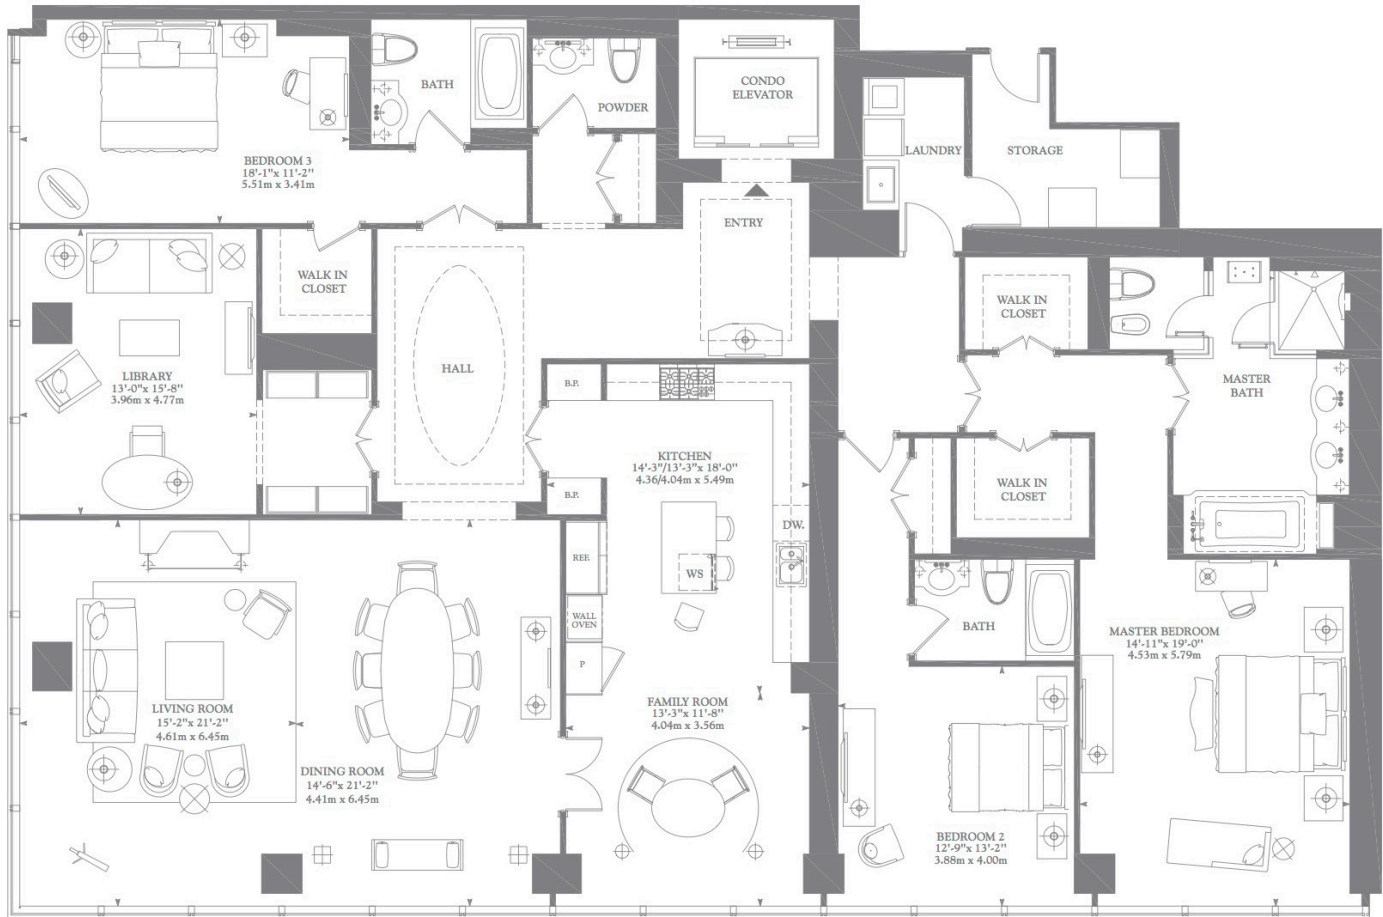 CONDO
ELEVATOR
BATH
POWDER
LAUNDRY
STORAGE
BEDROOM 3
18'-1"x 11'-2"
5.51m x 3.41m
ENTRY
WALK IN
CLOSET
WALK IN
CLOSET
HALL
LIBRARY
13'-0"x 15'-8"
3.96m x 4.77m
B.P.
MASTER
BATH
KITCHEN
14'-3"/13'-3"x 18'-0"
4.36/4.04m x 5.49m
B.P.
WALK IN
CLOSET
DW.
REF.
WS
WALL
OVEN
BATH
MASTER BEDROOM
14'-11"x 19'-0"
4.53m x 5.79m
P
LIVING ROOM
15'-2"x 21'-2"
4.61m x 6.45m
FAMILY ROOM
13'-3"x 11'-8"
4.04m x 3.56m
DINING ROOM
14'-6"x 21'-2"
4.41m x 6.45m
BEDROOM 2
12'-9"x 13'-2"
3.88m x 4.00m